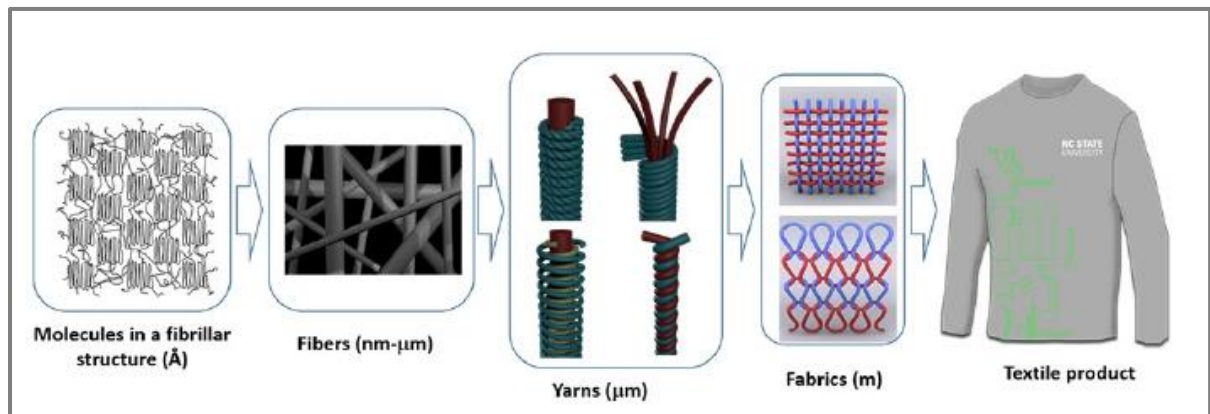 Molecules in a fibrillar
structure (Å)
Fibers (nm-μm)
Yarns (μm)
Fabrics (m)
NC STATE
UNIVERSITY
Textile product